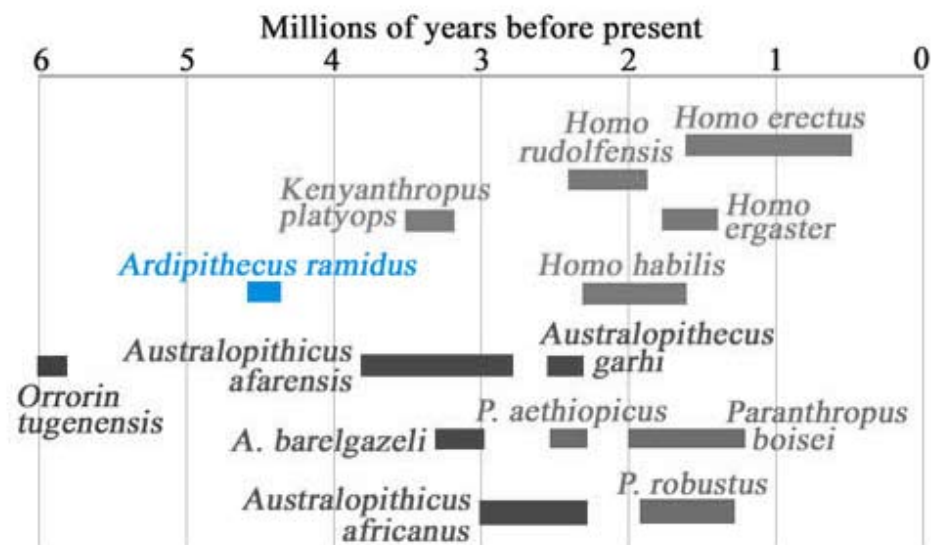 Millions of years before present
6 5 4 3 2 1 0
Homo erectus
Homo
rudolfensis
Kenyanthropus
platyops
Homo
ergaster
Ardipithecus ramidus
Homo habilis
Australopithecus
garhi
Australopithicus
afarensis
Orrorin
tugenensis
P. aethiopicus
Paranthropus
boisei
A. barelgazeli
P. robustus
Australopithicus
africanus